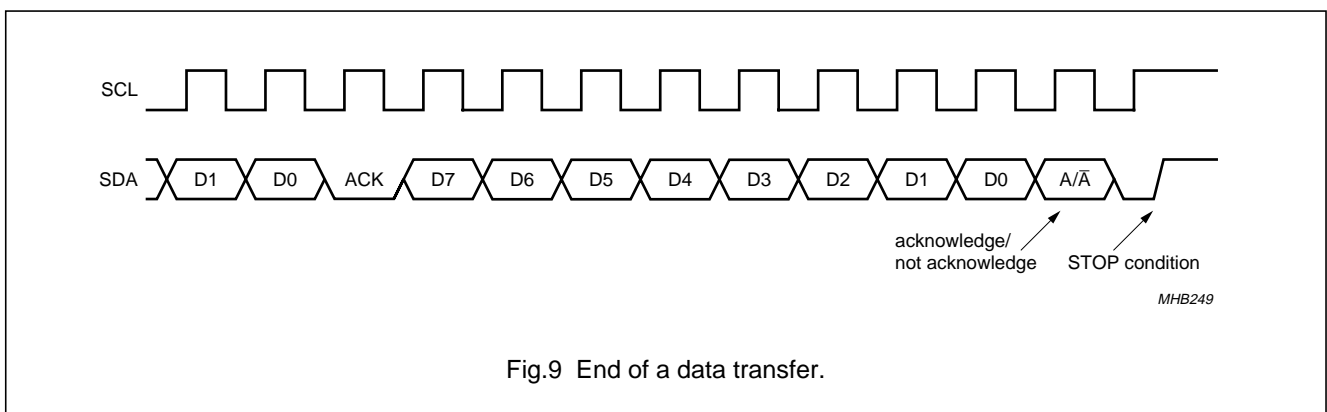 SCL
SDA D1 D0 ACK D7 D6 D5 D4 D3 D2 D1 D0 A/A̅
acknowledge/
not acknowledge STOP condition
MHB249
Fig.9 End of a data transfer.